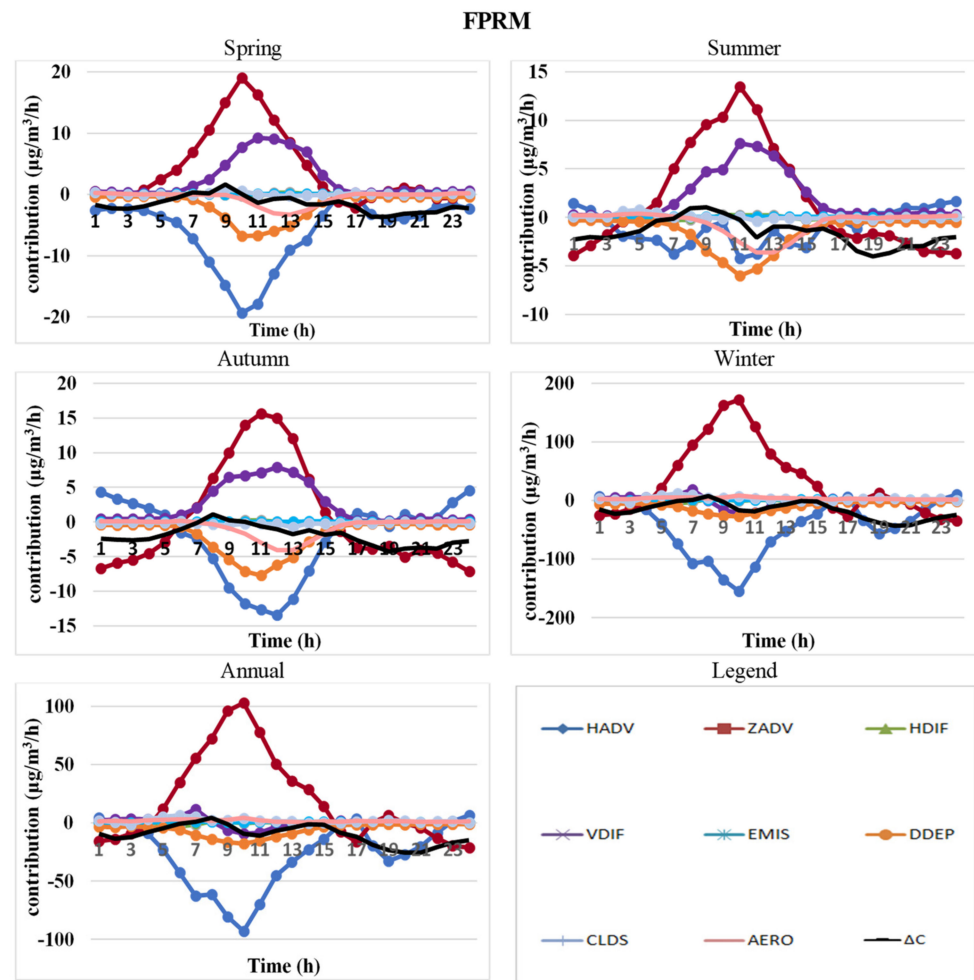 FPRM
Spring
Summer
contribution (µg/m³/h)
20
10
0
-10
-20
1 3 5 7 9 11 13 15 17 19 21 23
Time (h)
contribution (µg/m³/h)
15
10
5
0
-5
-10
1 3 5 7 9 11 13 15 17 19 21 23
Time (h)
Autumn
Winter
contribution (µg/m³/h)
20
15
10
5
0
-5
-10
-15
1 3 5 7 9 11 13 15 17 19 21 23
Time (h)
contribution (µg/m³/h)
200
100
0
-100
-200
1 3 5 7 9 11 13 15 17 19 21 23
Time (h)
Annual
Legend
contribution (µg/m³/h)
100
50
0
-50
-100
1 3 5 7 9 11 13 15 17 19 21 23
Time (h)
HADV ZADV HDIF
VDIF EMIS DDEP
CLDS AERO ΔC